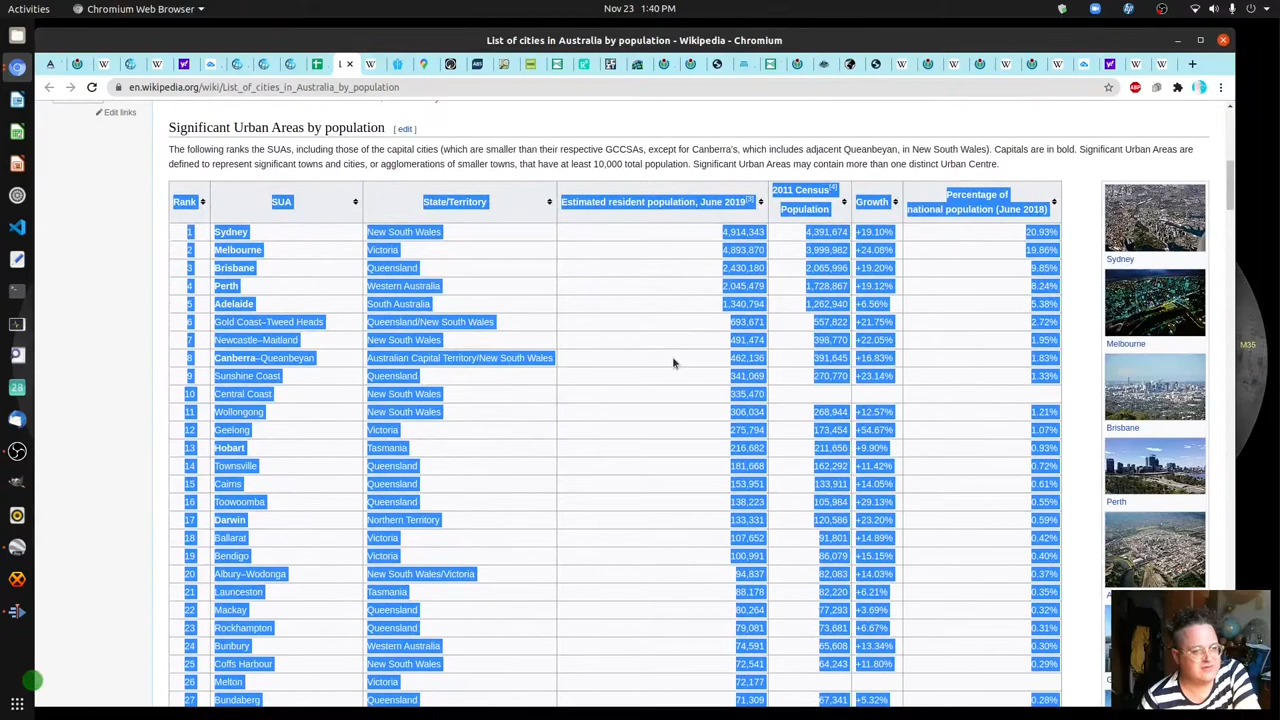 Activities
Chromium Web Browser
Nov 23 1:40 PM
List of cities in Australia by population - Wikipedia - Chromium
en.wikipedia.org/wiki/List_of_cities_in_Australia_by_population
Edit links
Significant Urban Areas by population [ edit ]
The following ranks the SUAs, including those of the capital cities (which are smaller than their respective GCCSAs, except for Canberra's, which includes adjacent Queanbeyan, in New South Wales). Capitals are in bold. Significant Urban Areas are
defined to represent significant towns and cities, or agglomerations of smaller towns, that have at least 10,000 total population. Significant Urban Areas may contain more than one distinct Urban Centre.
Rank SUA State/Territory Estimated resident population, June 2019[3] 2011 Census[4] Population Growth Percentage of national population (June 2018)
1 Sydney New South Wales 4,914,343 4,391,674 +19.10% 20.93%
2 Melbourne Victoria 4,893,870 3,999,982 +24.08% 19.86%
3 Brisbane Queensland 2,430,180 2,065,996 +19.20% 9.85%
4 Perth Western Australia 2,045,479 1,728,867 +19.12% 8.24%
5 Adelaide South Australia 1,340,794 1,262,940 +6.56% 5.38%
6 Gold Coast–Tweed Heads Queensland/New South Wales 693,671 557,822 +21.75% 2.72%
7 Newcastle–Maitland New South Wales 491,474 398,770 +22.05% 1.95%
8 Canberra–Queanbeyan Australian Capital Territory/New South Wales 462,136 391,645 +16.83% 1.83%
9 Sunshine Coast Queensland 341,069 270,770 +23.14% 1.33%
10 Central Coast New South Wales 335,470
11 Wollongong New South Wales 306,034 268,944 +12.57% 1.21%
12 Geelong Victoria 275,794 173,454 +54.67% 1.07%
13 Hobart Tasmania 216,682 211,656 +9.90% 0.93%
14 Townsville Queensland 181,668 162,292 +11.42% 0.72%
15 Cairns Queensland 153,951 133,911 +14.05% 0.61%
16 Toowoomba Queensland 138,223 105,984 +29.13% 0.55%
17 Darwin Northern Territory 133,331 120,586 +23.20% 0.59%
18 Ballarat Victoria 107,652 91,801 +14.89% 0.42%
19 Bendigo Victoria 100,991 86,079 +15.15% 0.40%
20 Albury–Wodonga New South Wales/Victoria 94,837 82,083 +14.03% 0.37%
21 Launceston Tasmania 88,178 82,220 +6.21% 0.35%
22 Mackay Queensland 80,264 77,293 +3.69% 0.32%
23 Rockhampton Queensland 79,081 73,681 +6.67% 0.31%
24 Bunbury Western Australia 74,591 65,608 +13.34% 0.30%
25 Coffs Harbour New South Wales 72,541 64,243 +11.80% 0.29%
26 Melton Victoria 72,177
27 Bundaberg Queensland 71,309 67,341 +5.32% 0.28%
Sydney
Melbourne
Brisbane
Perth
M35